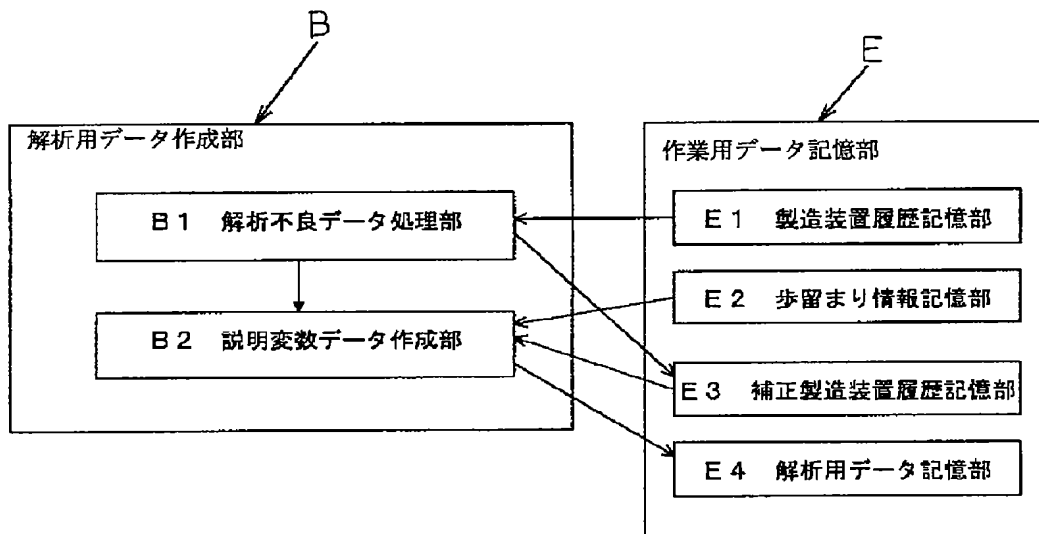 B
E
解析用データ作成部
B1 解析不良データ処理部
B2 説明変数データ作成部
作業用データ記憶部
E1 製造装置履歴記憶部
E2 歩留まり情報記憶部
E3 補正製造装置履歴記憶部
E4 解析用データ記憶部